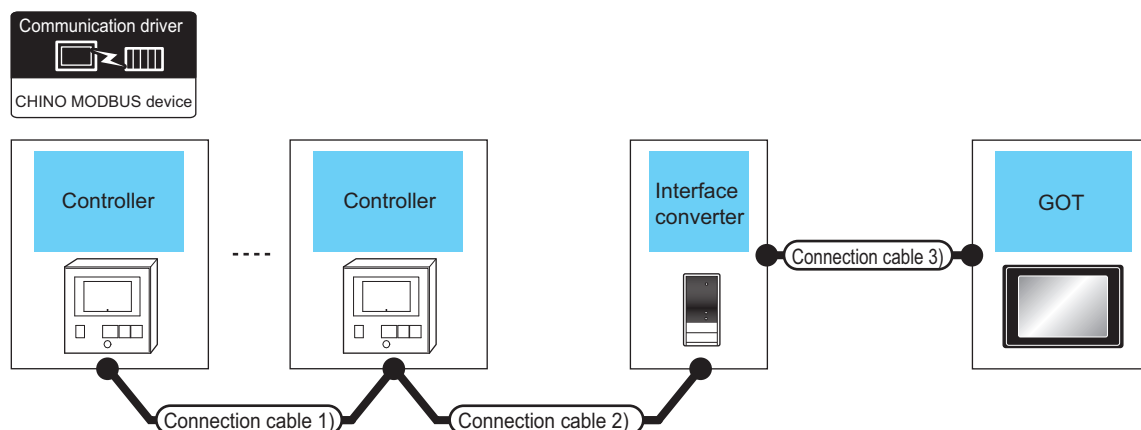 Communication driver
CHINO MODBUS device
Controller
Controller
Interface
converter
GOT
Connection cable 3)
Connection cable 1)
Connection cable 2)